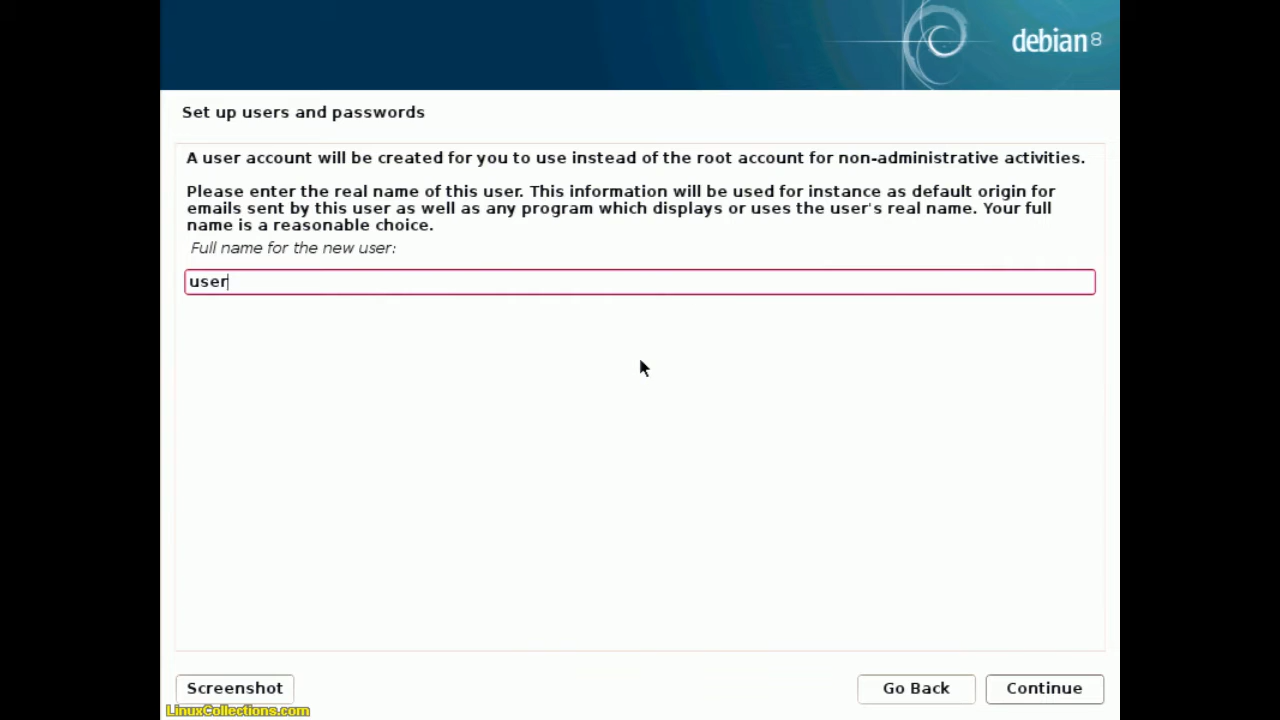 debian 8
Set up users and passwords
A user account will be created for you to use instead of the root account for non-administrative activities.
Please enter the real name of this user. This information will be used for instance as default origin for
emails sent by this user as well as any program which displays or uses the user's real name. Your full
name is a reasonable choice.
Full name for the new user:
user
Screenshot
Go Back
Continue
LinuxCollections.com